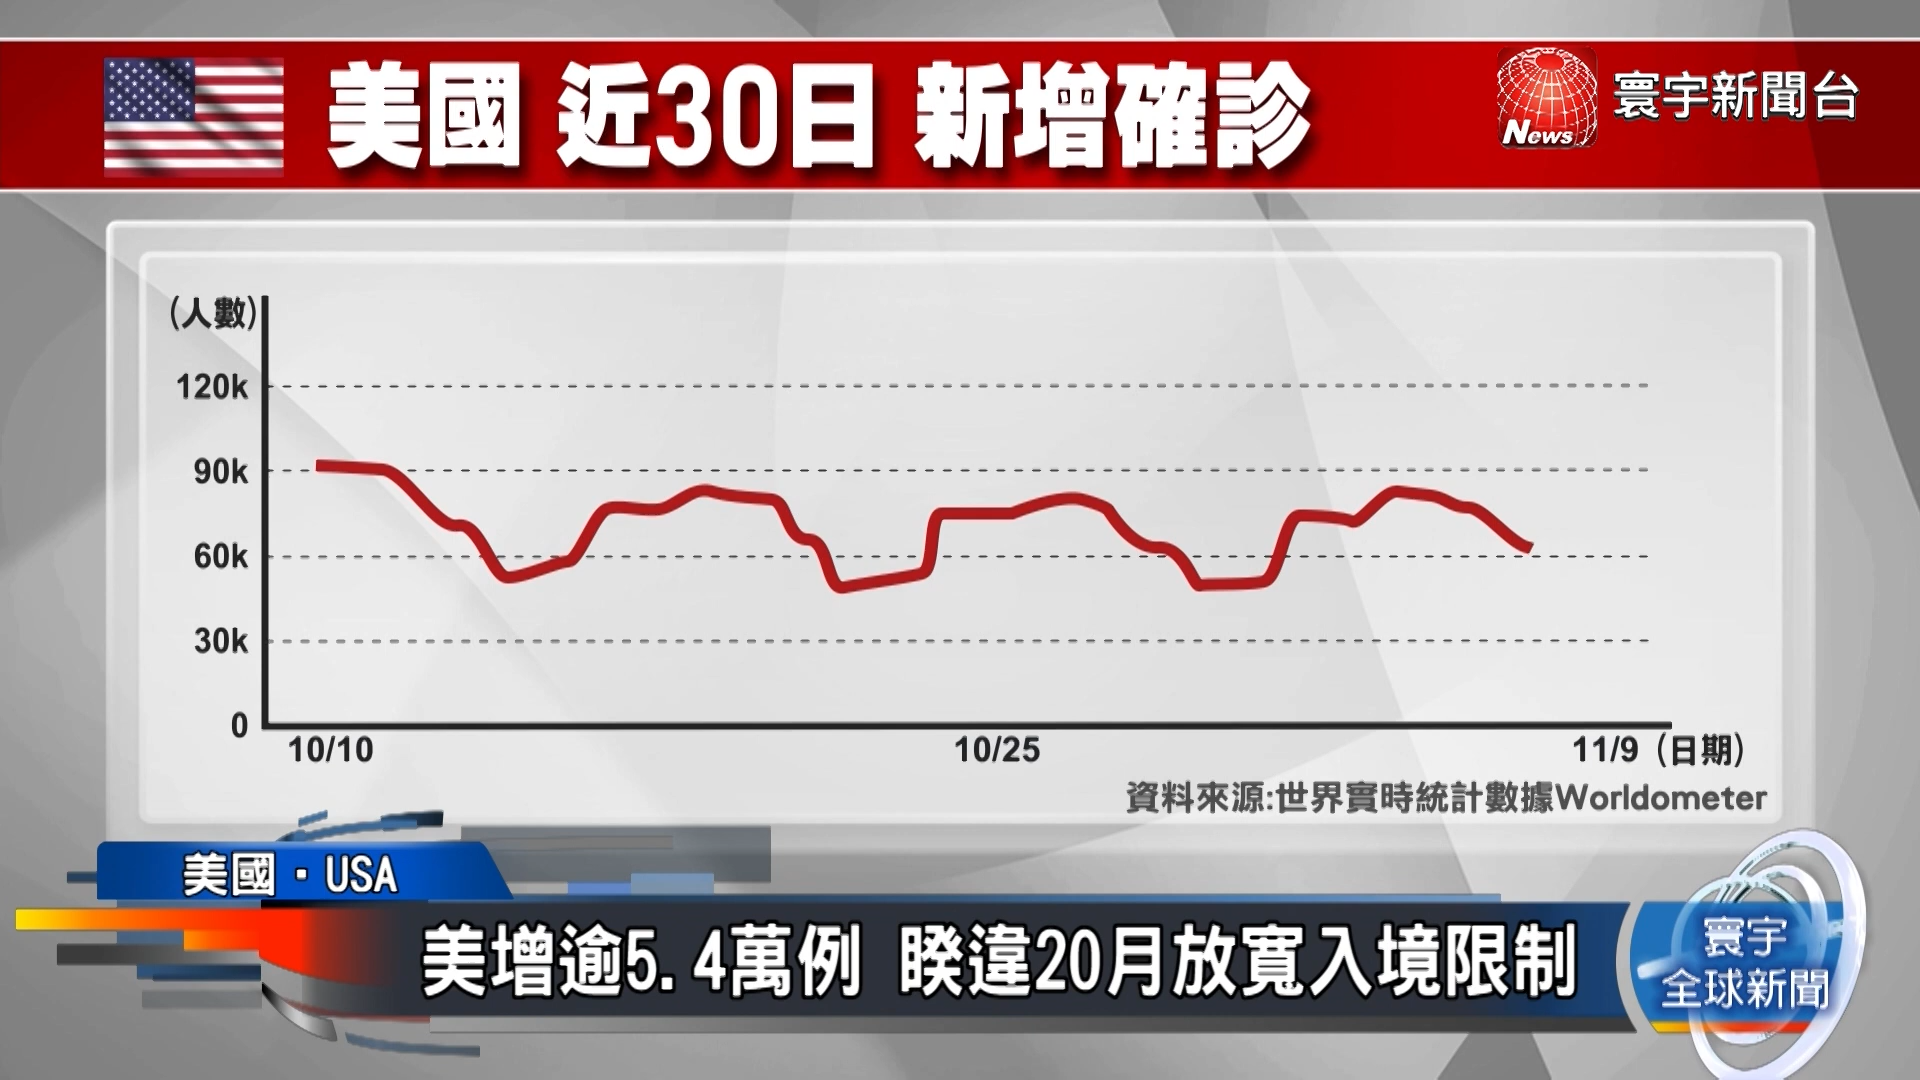 美國 近30日 新增確診
News 寰宇新聞台
(人數)
120k
90k
60k
30k
0
10/10 10/25 11/9 (日期)
資料來源:世界實時統計數據Worldometer
美國·USA
美增逾5.4萬例 睽違20月放寬入境限制
寰宇
全球新聞